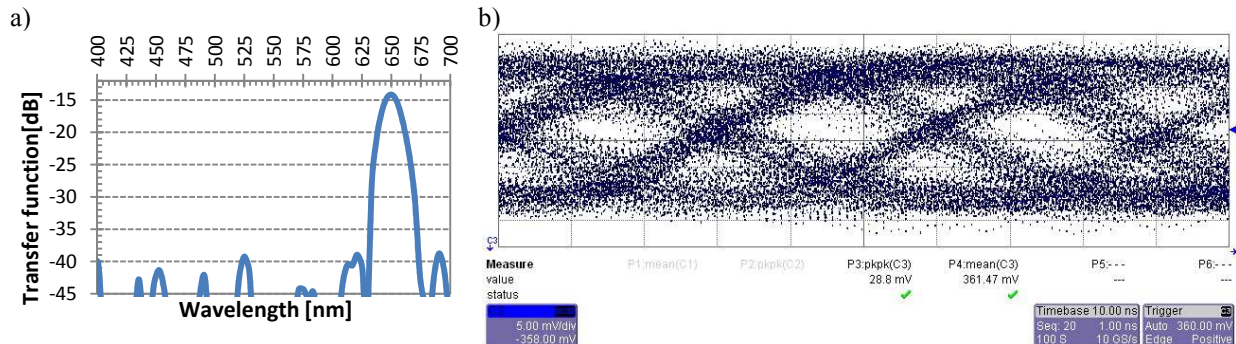 a)
400 425 450 475 500 525 550 575 600 625 650 675 700
-15
-20
-25
-30
-35
-40
-45
Transfer function[dB]
Wavelength [nm]
b)
C3
Measure P1:mean(C1) P2:pkpk(C2) P3:pkpk(C3) P4:mean(C3) P5:- - - P6:- - -
value 28.8 mV 361.47 mV --- ---
status
5.00 mV/div
-358.00 mV
Timebase 10.00 ns Trigger C3
Seq: 20 1.00 ns Auto 360.00 mV
100 S 10 GS/s Edge Positive